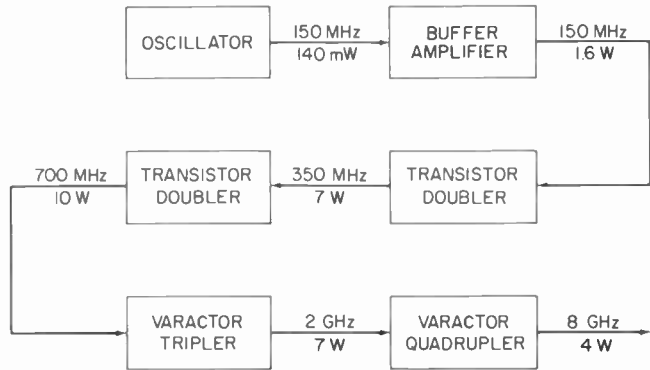 OSCILLATOR
150 MHz
140 mW
BUFFER
AMPLIFIER
150 MHz
1.6 W
700 MHz
10 W
TRANSISTOR
DOUBLER
350 MHz
7 W
TRANSISTOR
DOUBLER
VARACTOR
TRIPLER
2 GHz
7 W
VARACTOR
QUADRUPLER
8 GHz
4 W